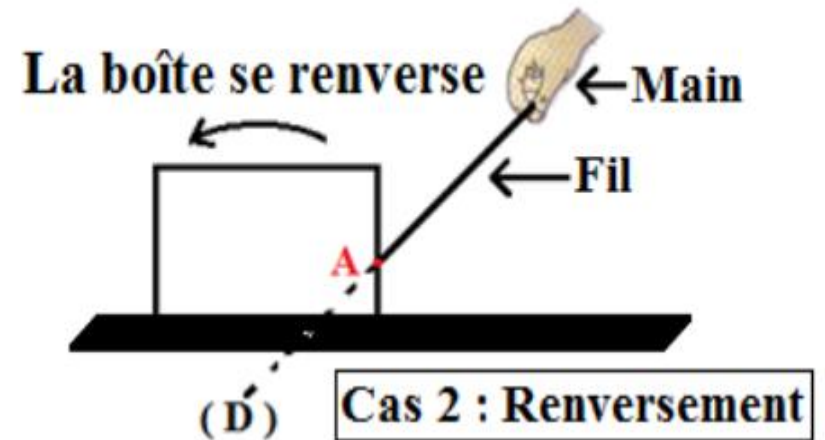 La boîte se renverse
Main
Fil
A
(D)
Cas 2 : Renversement